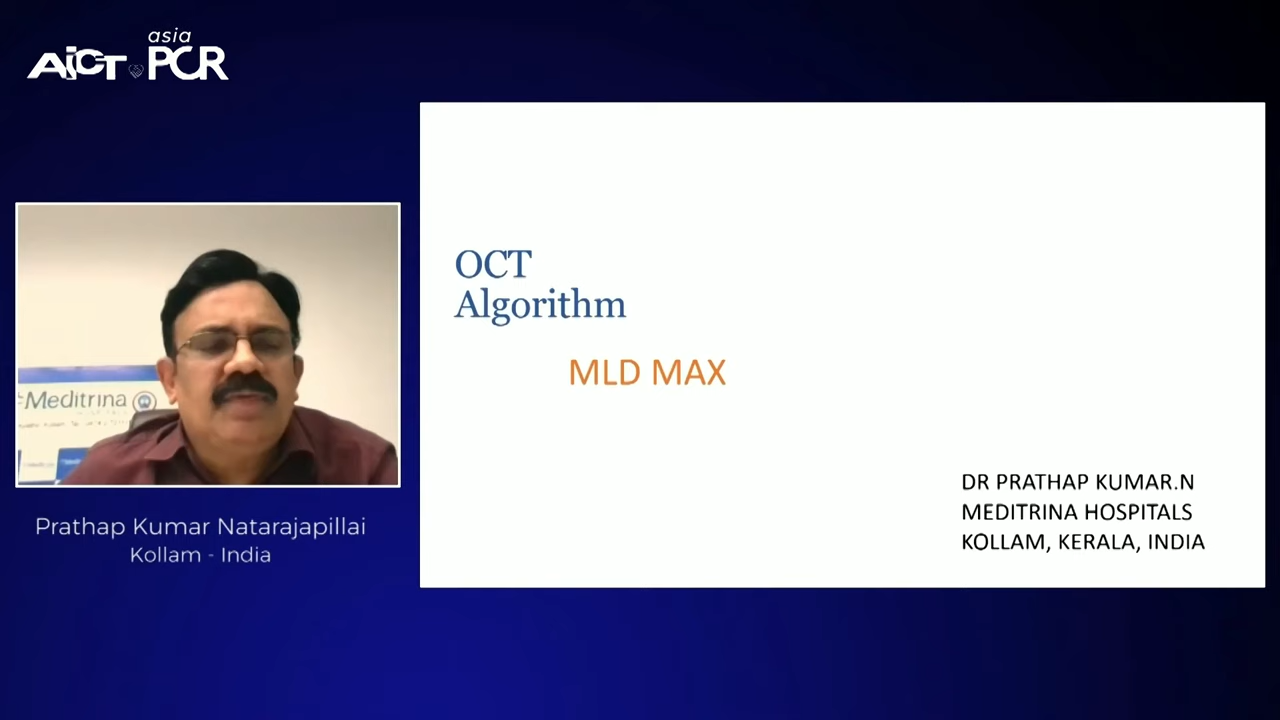 asia
AICT PCR
OCT
Algorithm
MLD MAX
Meditrina
Prathap Kumar Natarajapillai
Kollam - India
DR PRATHAP KUMAR.N
MEDITRINA HOSPITALS
KOLLAM, KERALA, INDIA